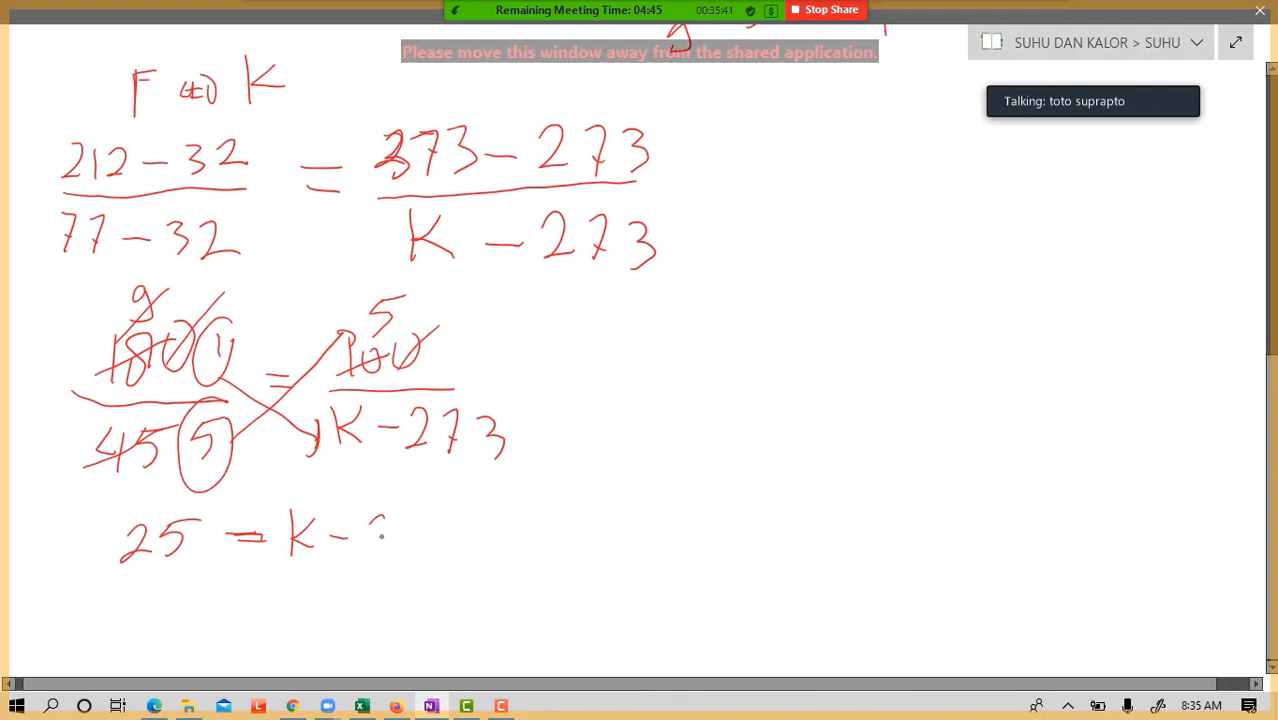 Remaining Meeting Time: 04:45
00:35:41
Stop Share
Please move this window away from the shared application.
SUHU DAN KALOR > SUHU
Talking: toto suprapto
F ⇔ K
212 - 32 = 373 - 273
77 - 32 K - 273
9 5
180 1 = 100
45 5 K - 273
25 = K -
8:35 AM